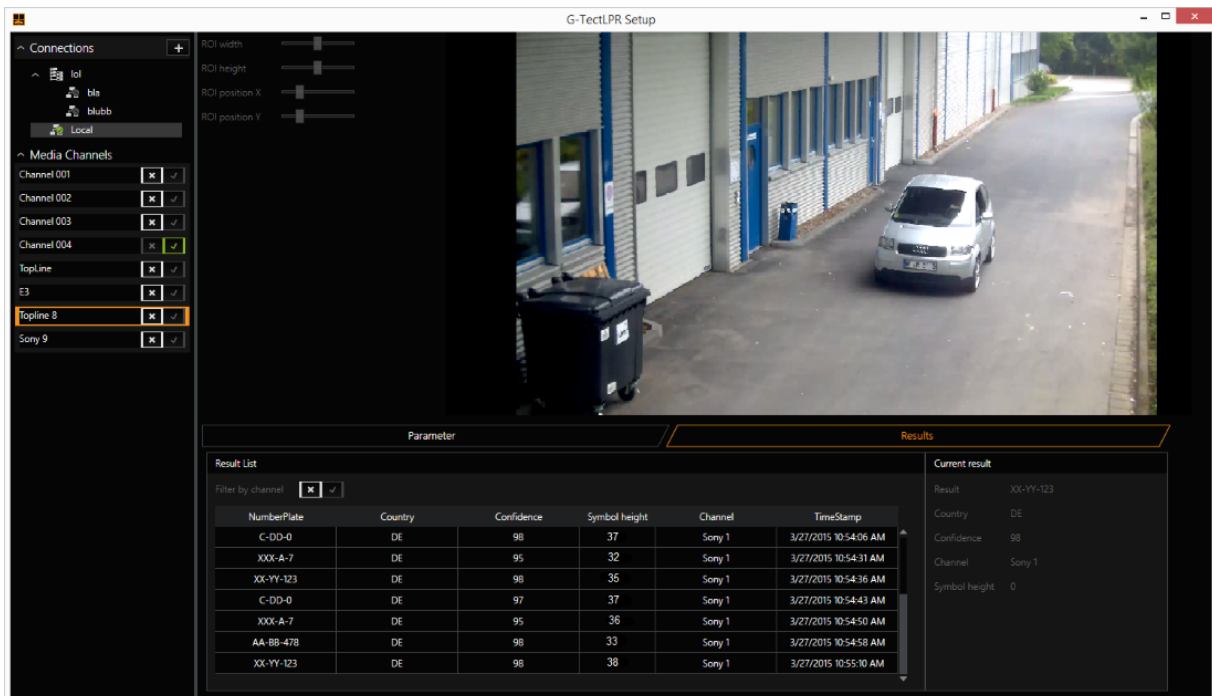 G-TectLPR Setup
Connections +
lol
bla
blubb
Local
Media Channels
Channel 001
Channel 002
Channel 003
Channel 004
TopLine
E3
Topline 8
Sony 9
ROI width
ROI height
ROI position X
ROI position Y
Parameter Results
Result List
Filter by channel
NumberPlate Country Confidence Symbol height Channel TimeStamp
C-DD-0 DE 98 37 Sony 1 3/27/2015 10:54:06 AM
XXX-A-7 DE 95 32 Sony 1 3/27/2015 10:54:31 AM
XX-YY-123 DE 98 35 Sony 1 3/27/2015 10:54:36 AM
C-DD-0 DE 97 37 Sony 1 3/27/2015 10:54:43 AM
XXX-A-7 DE 95 36 Sony 1 3/27/2015 10:54:50 AM
AA-BB-478 DE 98 33 Sony 1 3/27/2015 10:54:58 AM
XX-YY-123 DE 98 38 Sony 1 3/27/2015 10:55:10 AM
Current result
Result XX-YY-123
Country DE
Confidence 98
Channel Sony 1
Symbol height 0